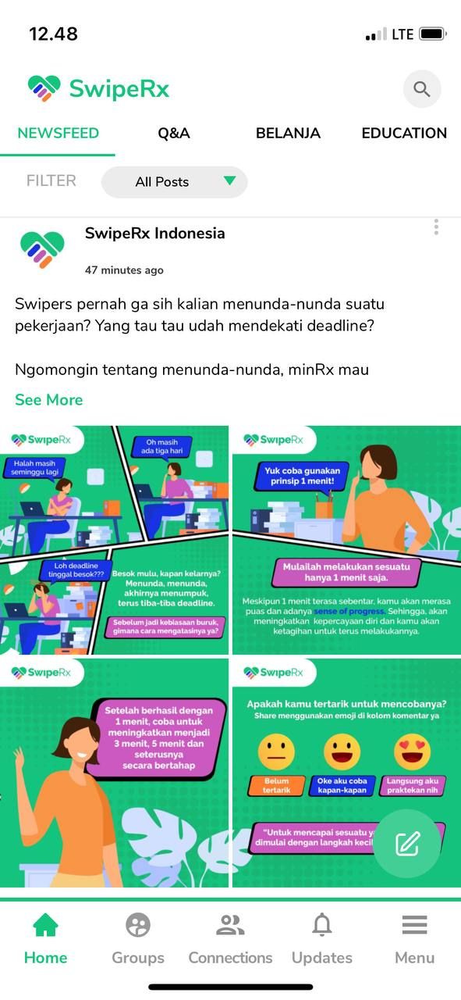 12.48
LTE
SwipeRx
NEWSFEED
Q&A
BELANJA
EDUCATION
FILTER
All Posts
SwipeRx Indonesia
47 minutes ago
Swipers pernah ga sih kalian menunda-nunda suatu
pekerjaan? Yang tau tau udah mendekati deadline?
Ngomongin tentang menunda-nunda, minRx mau
See More
SwipeRx
Halah masih
seminggu lagi
Oh masih
ada tiga hari
Loh deadline
tinggal besok???
Besok mulu, kapan kelarnya?
Menunda, menunda,
akhirnya menumpuk,
terus tiba-tiba deadline.
Sebelum jadi kebiasaan buruk,
gimana cara mengatasinya ya?
SwipeRx
Yuk coba gunakan
prinsip 1 menit!
Mulailah melakukan sesuatu
hanya 1 menit saja.
Meskipun 1 menit terasa sebentar, kamu akan merasa
puas dan adanya sense of progress. Sehingga, akan
meningkatkan kepercayaan diri dan kamu akan
ketagihan untuk terus melakukannya.
SwipeRx
Setelah berhasil dengan
1 menit, coba untuk
meningkatkan menjadi
3 menit, 5 menit dan
seterusnya
secara bertahap
SwipeRx
Apakah kamu tertarik untuk mencobanya?
Share menggunakan emoji di kolom komentar ya
Belum
tertarik
Oke aku coba
kapan-kapan
Langsung aku
praktekan nih
"Untuk mencapai sesuatu
dimulai dengan langkah
Home
Groups
Connections
Updates
Menu